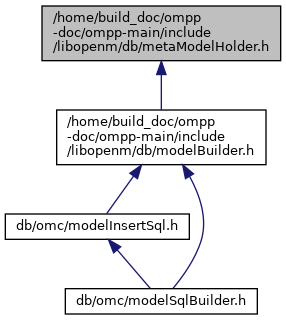 /home/build_doc/ompp
-doc/ompp-main/include
/libopenm/db/metaModelHolder.h
/home/build_doc/ompp
-doc/ompp-main/include
/libopenm/db/modelBuilder.h
db/omc/modelInsertSql.h
db/omc/modelSqlBuilder.h